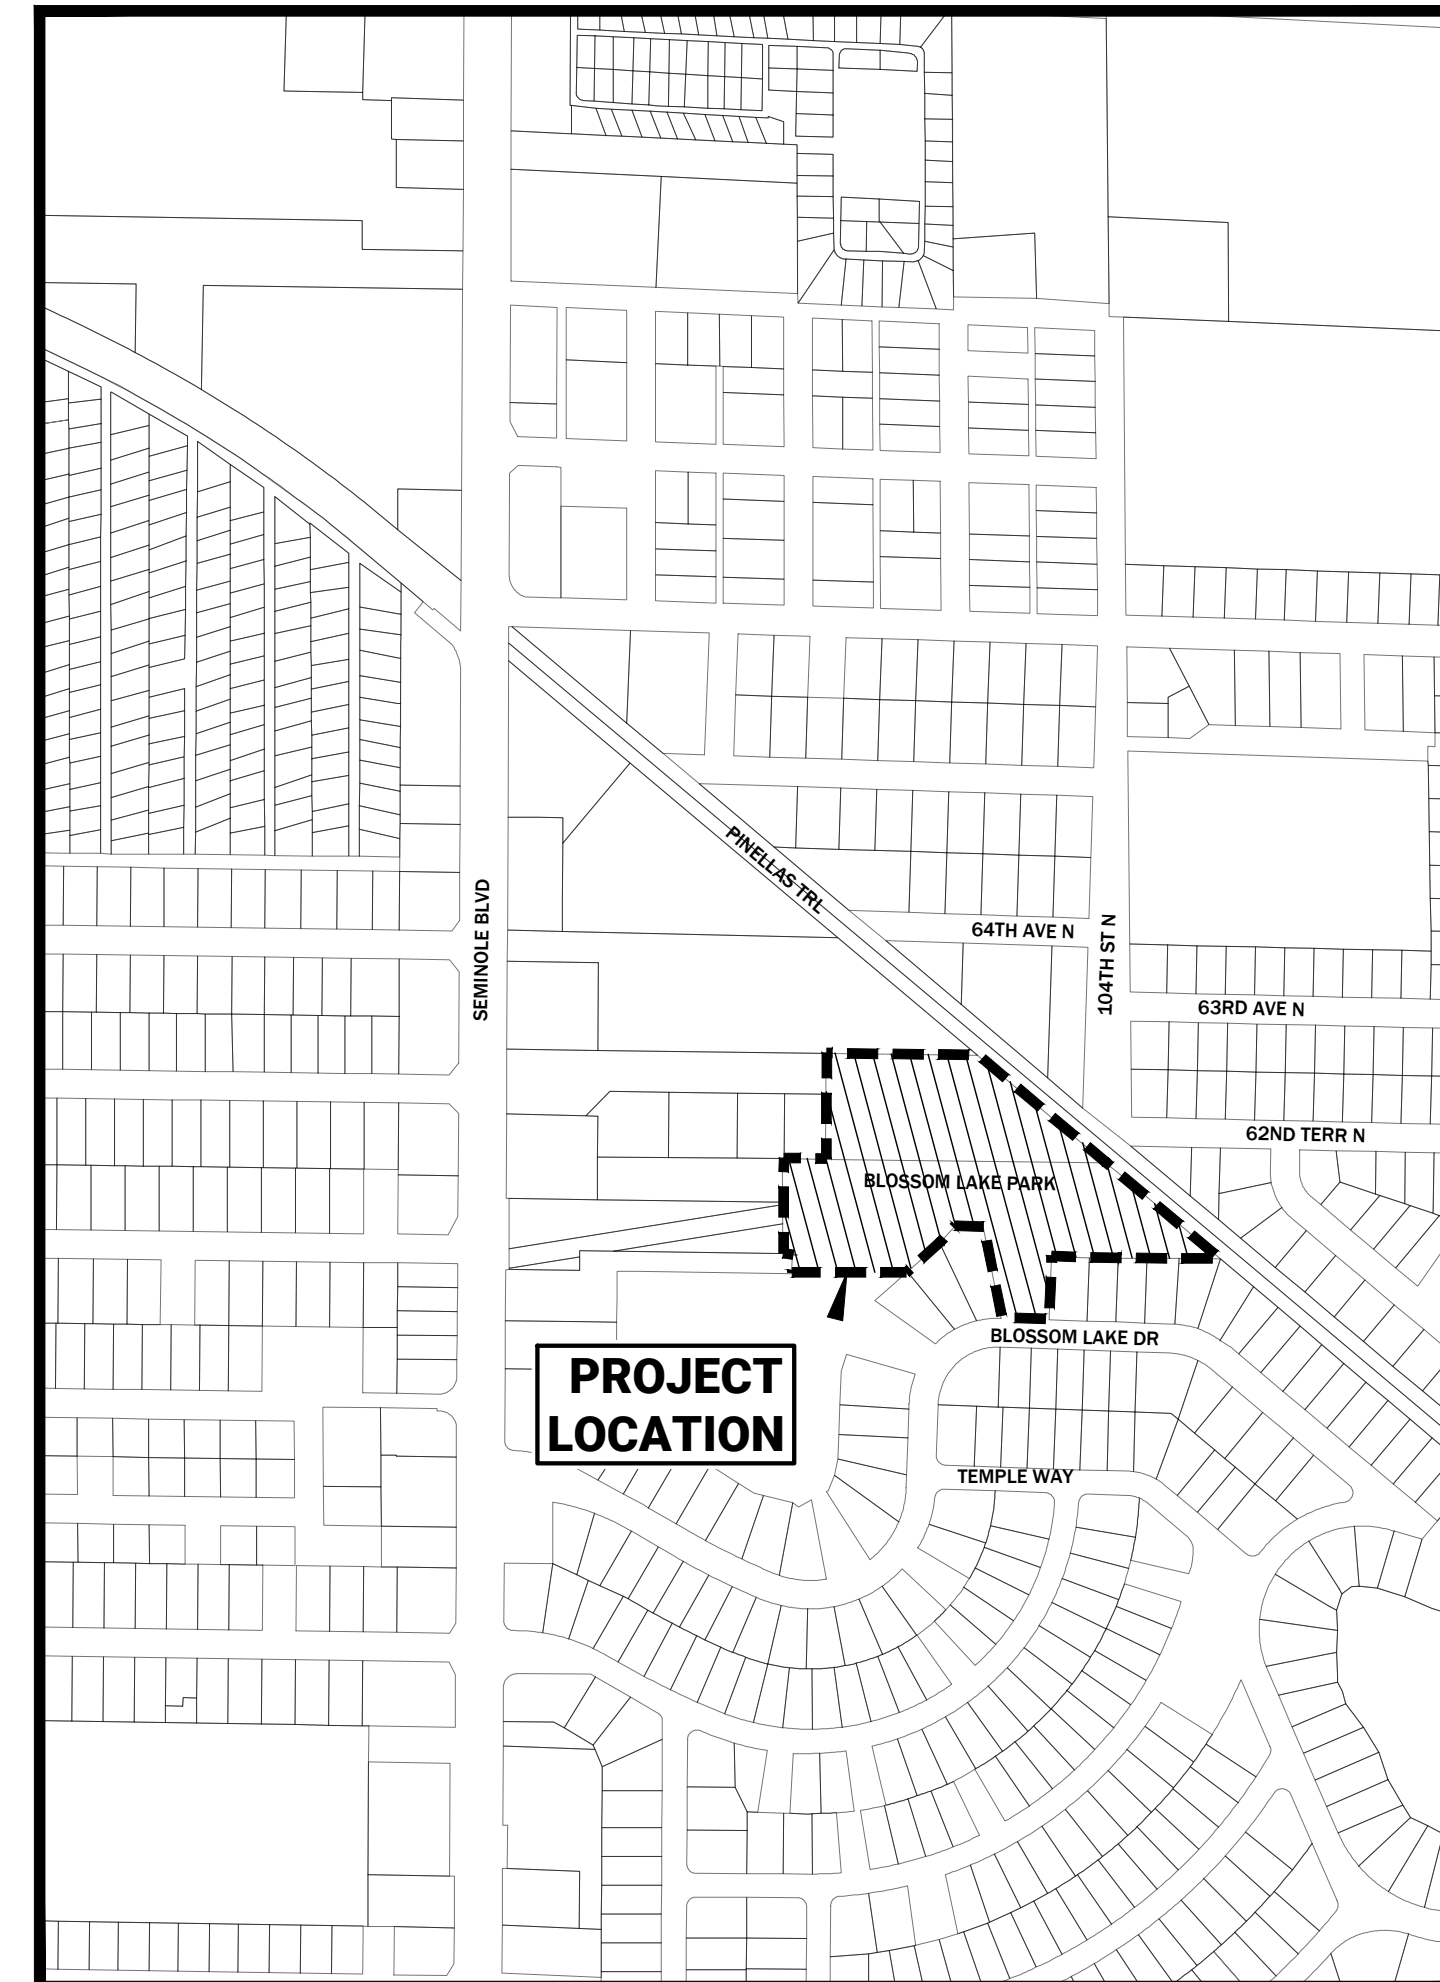 PINELLAS TRL
SEMINOLE BLVD
64TH AVE N
104TH ST N
63RD AVE N
62ND TERR N
BLOSSOM LAKE PARK
BLOSSOM LAKE DR
PROJECT
LOCATION
TEMPLE WAY